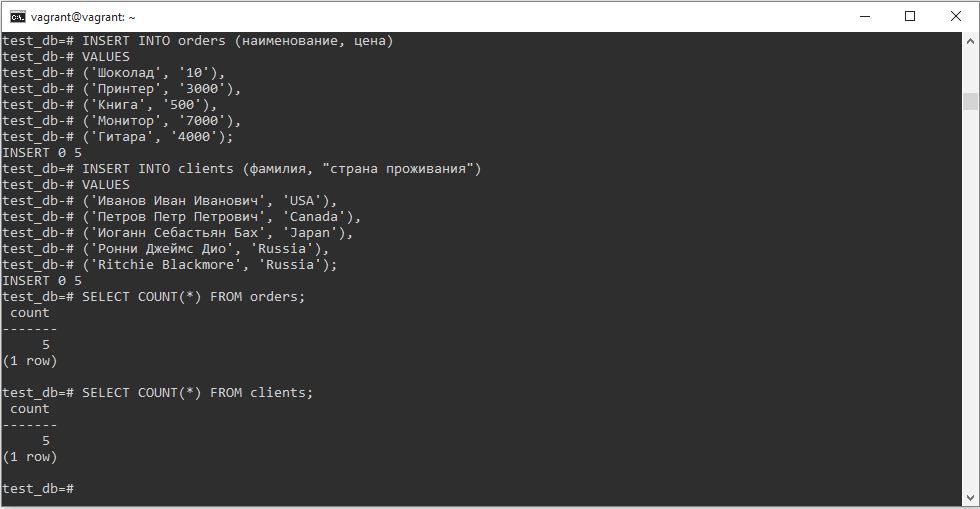 vagrant@vagrant: ~
test_db=# INSERT INTO orders (наименование, цена)
test_db-# VALUES
test_db-# ('Шоколад', '10'),
test_db-# ('Принтер', '3000'),
test_db-# ('Книга', '500'),
test_db-# ('Монитор', '7000'),
test_db-# ('Гитара', '4000');
INSERT 0 5
test_db=# INSERT INTO clients (фамилия, "страна проживания")
test_db-# VALUES
test_db-# ('Иванов Иван Иванович', 'USA'),
test_db-# ('Петров Петр Петрович', 'Canada'),
test_db-# ('Иоганн Себастьян Бах', 'Japan'),
test_db-# ('Ронни Джеймс Дио', 'Russia'),
test_db-# ('Ritchie Blackmore', 'Russia');
INSERT 0 5
test_db=# SELECT COUNT(*) FROM orders;
 count
-------
     5
(1 row)
test_db=# SELECT COUNT(*) FROM clients;
 count
-------
     5
(1 row)
test_db=#